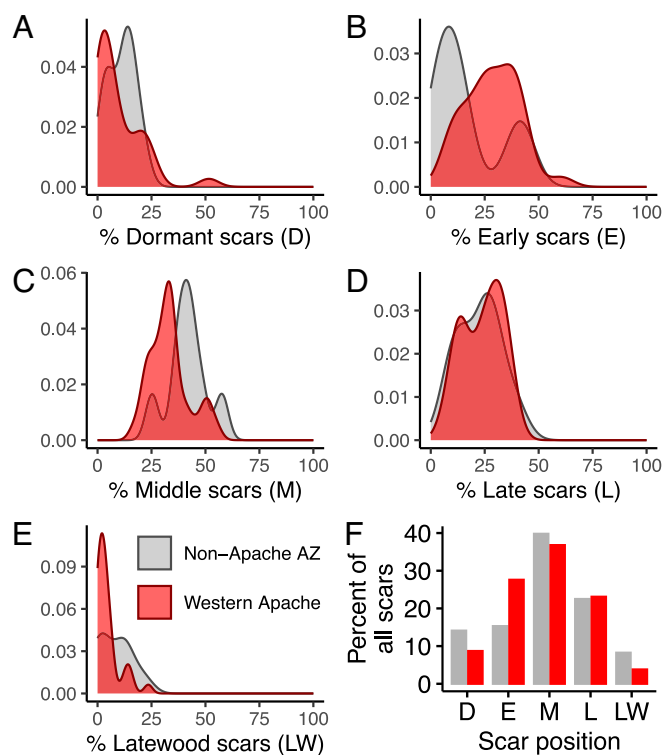 A
0.04
0.02
0.00
0 25 50 75 100
% Dormant scars (D)
B
0.03
0.02
0.01
0.00
0 25 50 75 100
% Early scars (E)
C
0.06
0.04
0.02
0.00
0 25 50 75 100
% Middle scars (M)
D
0.03
0.02
0.01
0.00
0 25 50 75 100
% Late scars (L)
E
0.09
0.06
0.03
0.00
Non−Apache AZ
Western Apache
0 25 50 75 100
% Latewood scars (LW)
F
Percent of
all scars
40
30
20
10
0
D E M L LW
Scar position